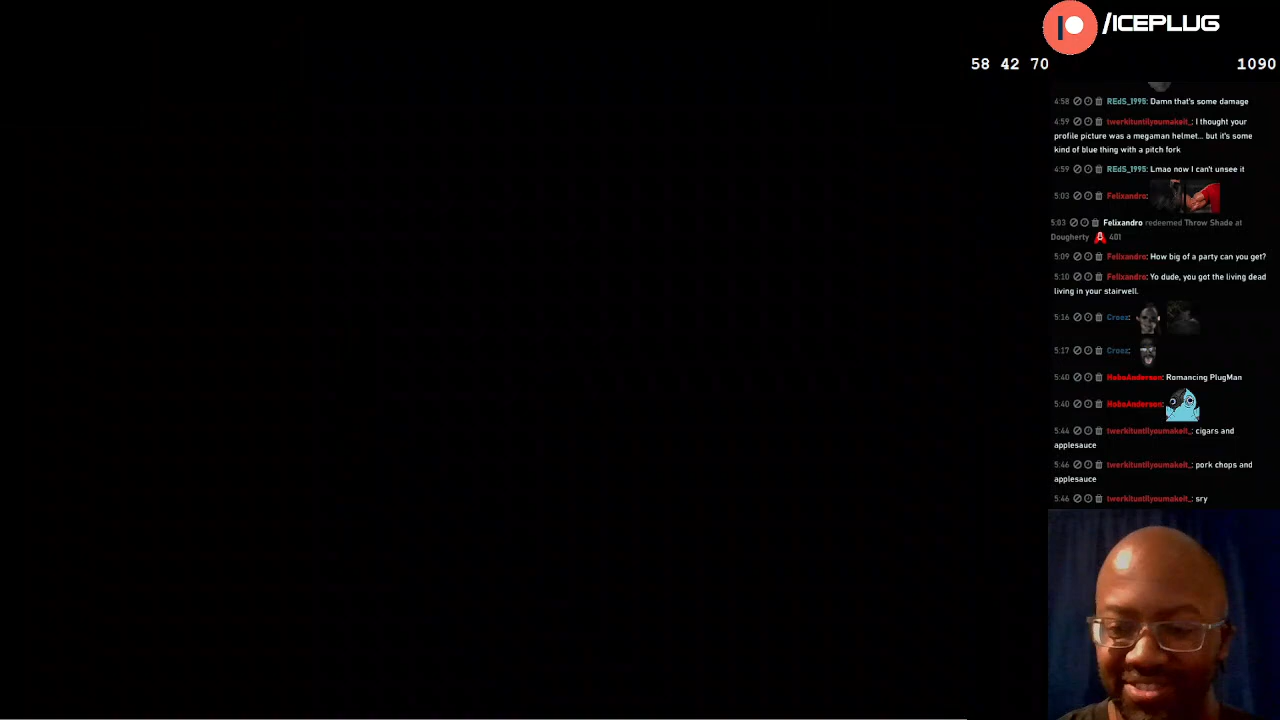 /ICEPLUG
58 42 70
1090
4:58 REdS_1995: Damn that's some damage
4:59 twerkituntilyoumakeit_: I thought your
profile picture was a megaman helmet... but it's some
kind of blue thing with a pitch fork
4:59 REdS_1995: Lmao now I can't unsee it
5:03 Felixandro:
5:03 Felixandro redeemed Throw Shade at
Dougherty 401
5:09 Felixandro: How big of a party can you get?
5:10 Felixandro: Yo dude, you got the living dead
living in your stairwell.
5:16 Croez:
5:17 Croez:
5:40 HoboAnderson: Romancing PlugMan
5:40 HoboAnderson:
5:44 twerkituntilyoumakeit_: cigars and
applesauce
5:46 twerkituntilyoumakeit_: pork chops and
applesauce
5:46 twerkituntilyoumakeit_: sry